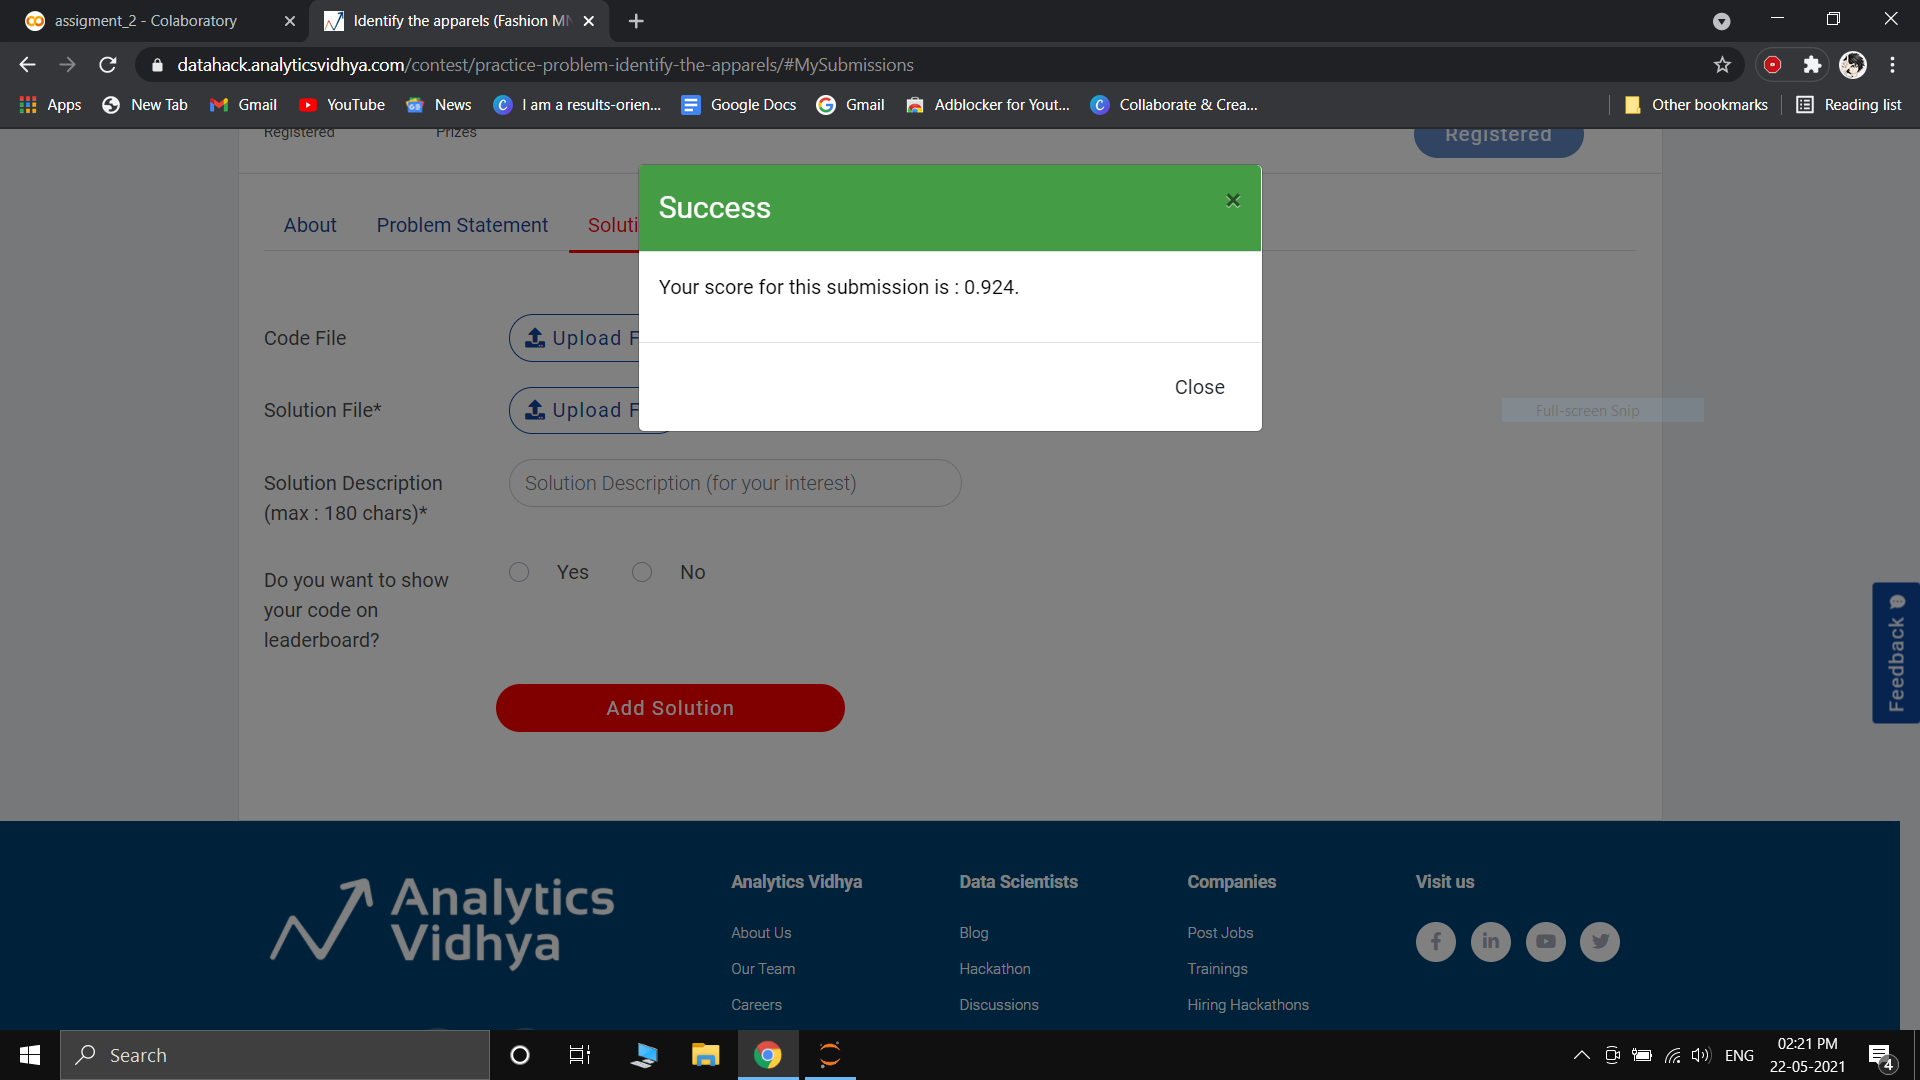 assigment_2 - Colaboratory
Identify the apparels (Fashion MN
datahack.analyticsvidhya.com/contest/practice-problem-identify-the-apparels/#MySubmissions
Apps New Tab Gmail YouTube News I am a results-orien... Google Docs Gmail Adblocker for Yout... Collaborate & Crea... Other bookmarks Reading list
Registered Prizes Registered
Success ×
About Problem Statement Soluti
Your score for this submission is : 0.924.
Code File Upload F
Close
Solution File* Upload F
Full-screen Snip
Solution Description
(max : 180 chars)*
Solution Description (for your interest)
Do you want to show
your code on
leaderboard?
Yes No
Feedback
Add Solution
Analytics
Vidhya
Analytics Vidhya
About Us
Our Team
Careers
Data Scientists
Blog
Hackathon
Discussions
Companies
Post Jobs
Trainings
Hiring Hackathons
Visit us
Search
ENG
02:21 PM
22-05-2021
4